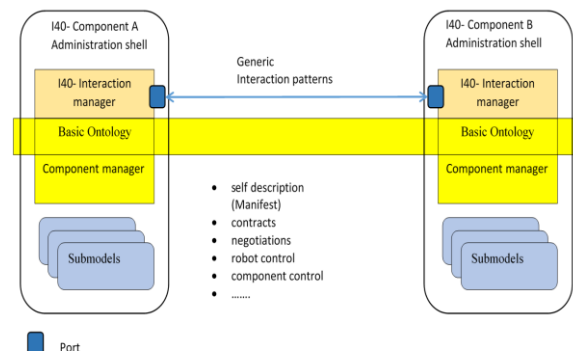 I40- Component A
Administration shell
I40- Interaction
manager
Basic Ontology
Component manager
Submodels
Generic
Interaction patterns
• self description
(Manifest)
• contracts
• negotiations
• robot control
• component control
• .......
I40- Component B
Administration shell
I40- Interaction
manager
Basic Ontology
Component manager
Submodels
Port